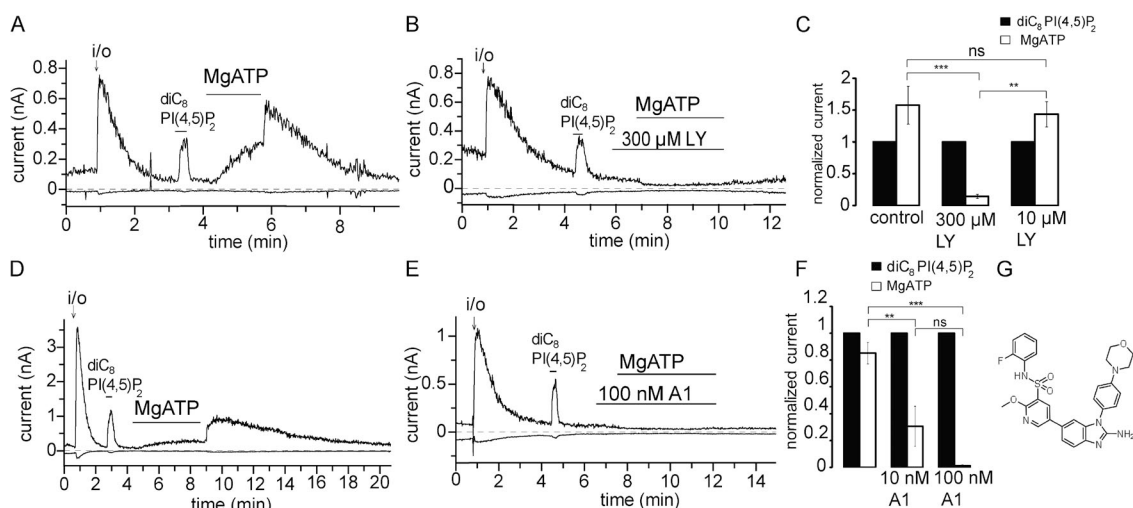 A
i/o
MgATP
diC8
PI(4,5)P2
current (nA)
0.8
0.6
0.4
0.2
0
0 2 4 6 8
time (min)
B
i/o
diC8
PI(4,5)P2
MgATP
300 µM LY
current (nA)
0.8
0.6
0.4
0.2
0.0
0 2 4 6 8 10 12
time (min)
C
diC8 PI(4,5)P2
MgATP
ns
***
**
normalized current
2
1.5
1
0.5
0
control 300 µM LY 10 µM LY
D
i/o
diC8
PI(4,5)P2
MgATP
current (nA)
3
2
1
0
0 2 4 6 8 10 12 14 16 18 20
time (min)
E
i/o
diC8
PI(4,5)P2
MgATP
100 nM A1
current (nA)
1
0.5
0
0 2 4 6 8 10 12 14
time (min)
F
diC8 PI(4,5)P2
MgATP
***
**
ns
normalized current
1.2
1
0.8
0.6
0.4
0.2
0
10 nM A1 100 nM A1
G
F
HN
S
O
O
O
N
O
N
N
N
NH2